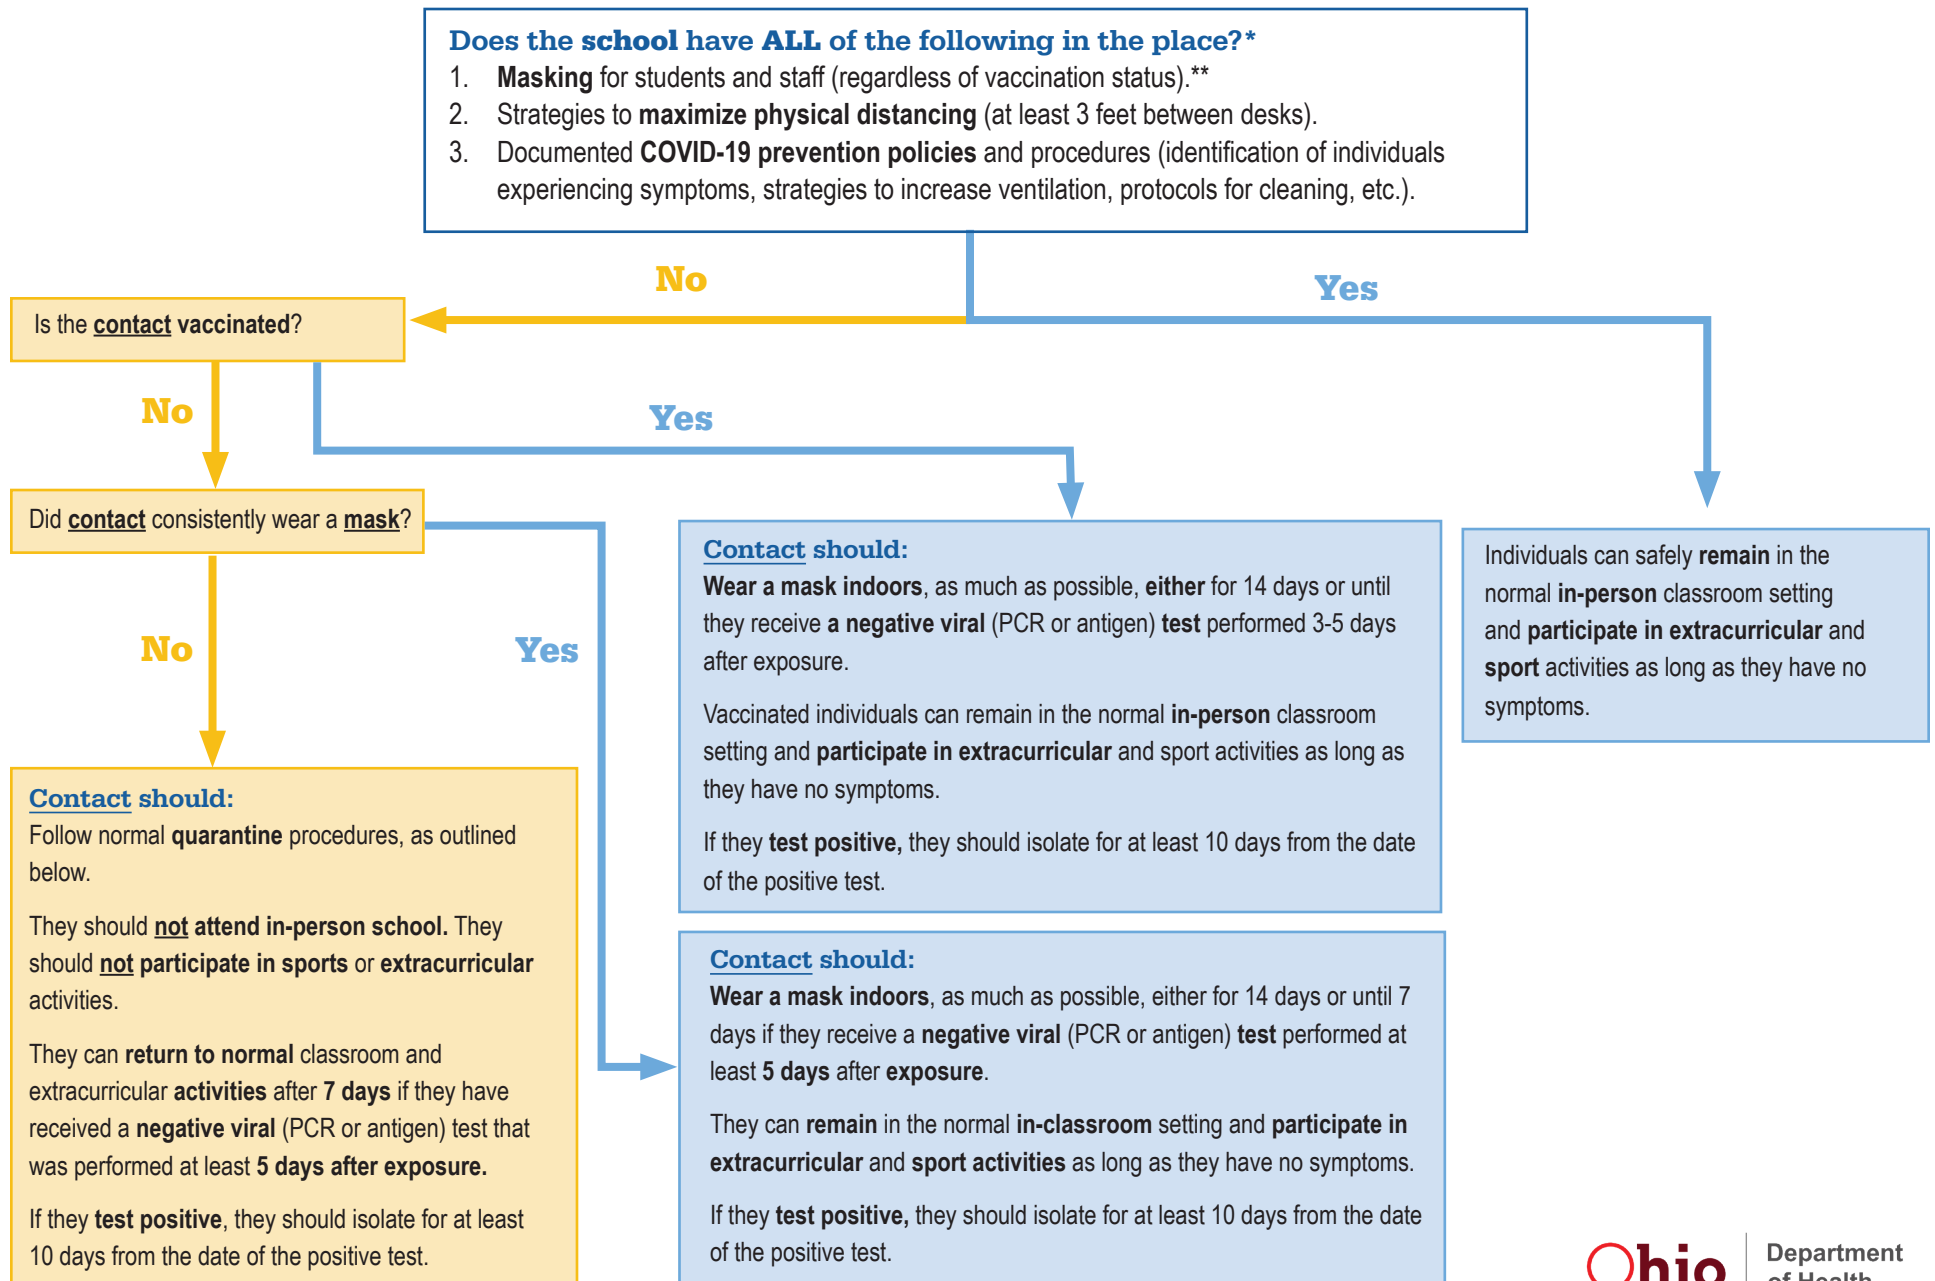 Does the school have ALL of the following in the place?*
1. Masking for students and staff (regardless of vaccination status).**
2. Strategies to maximize physical distancing (at least 3 feet between desks).
3. Documented COVID-19 prevention policies and procedures (identification of individuals
experiencing symptoms, strategies to increase ventilation, protocols for cleaning, etc.).
No
Yes
Is the contact vaccinated?
No
Yes
Did contact consistently wear a mask?
No
Yes
Contact should:
Wear a mask indoors, as much as possible, either for 14 days or until
they receive a negative viral (PCR or antigen) test performed 3-5 days
after exposure.
Vaccinated individuals can remain in the normal in-person classroom
setting and participate in extracurricular and sport activities as long as
they have no symptoms.
If they test positive, they should isolate for at least 10 days from the date
of the positive test.
Individuals can safely remain in the
normal in-person classroom setting
and participate in extracurricular and
sport activities as long as they have no
symptoms.
Contact should:
Follow normal quarantine procedures, as outlined
below.
They should not attend in-person school. They
should not participate in sports or extracurricular
activities.
They can return to normal classroom and
extracurricular activities after 7 days if they have
received a negative viral (PCR or antigen) test that
was performed at least 5 days after exposure.
If they test positive, they should isolate for at least
10 days from the date of the positive test.
Contact should:
Wear a mask indoors, as much as possible, either for 14 days or until 7
days if they receive a negative viral (PCR or antigen) test performed at
least 5 days after exposure.
They can remain in the normal in-classroom setting and participate in
extracurricular and sport activities as long as they have no symptoms.
If they test positive, they should isolate for at least 10 days from the date
of the positive test.
Ohio
Department
of Health